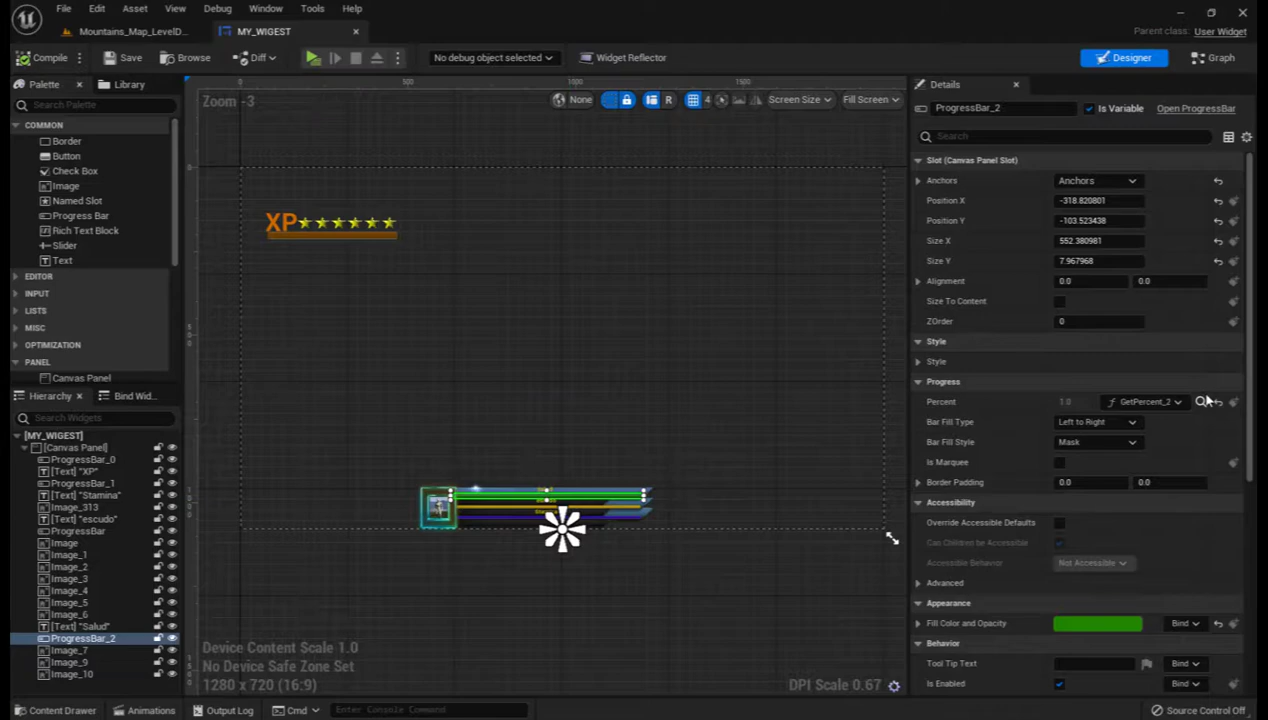 File Edit Asset View Debug Window Tools Help
Mountains_Map_LevelD... MY_WIGEST
Parent class: User Widget
Compile Save Browse Diff No debug object selected Widget Reflector Designer Graph
Palette Library
Search Palette
COMMON
Border
Button
Check Box
Image
Named Slot
Progress Bar
Rich Text Block
Slider
Text
EDITOR
INPUT
LISTS
MISC
OPTIMIZATION
PANEL
Canvas Panel
Hierarchy Bind Wid...
Search Widgets
[MY_WIGEST]
[Canvas Panel]
ProgressBar_0
[Text] "XP"
ProgressBar_1
[Text] "Stamina"
Image_313
[Text] "escudo"
ProgressBar
Image
Image_1
Image_2
Image_3
Image_4
Image_5
Image_6
[Text] "Salud"
ProgressBar_2
Image_7
Image_9
Image_10
0 500 1000 1500
Zoom -3
None R 4 Screen Size Fill Screen
XP
Device Content Scale 1.0
No Device Safe Zone Set
1280 x 720 (16:9)
DPI Scale 0.67
Details
ProgressBar_2 Is Variable Open ProgressBar
Search
Slot (Canvas Panel Slot)
Anchors Anchors
Position X -318.820801
Position Y -103.523438
Size X 552.380981
Size Y 7.967968
Alignment 0.0 0.0
Size To Content
ZOrder 0
Style
Style
Progress
Percent 1.0 GetPercent_2
Bar Fill Type Left to Right
Bar Fill Style Mask
Is Marquee
Border Padding 0.0 0.0
Accessibility
Override Accessible Defaults
Can Children be Accessible
Accessible Behavior Not Accessible
Advanced
Appearance
Fill Color and Opacity Bind
Behavior
Tool Tip Text Bind
Is Enabled Bind
Content Drawer Animations Output Log Cmd Enter Console Command Source Control Off